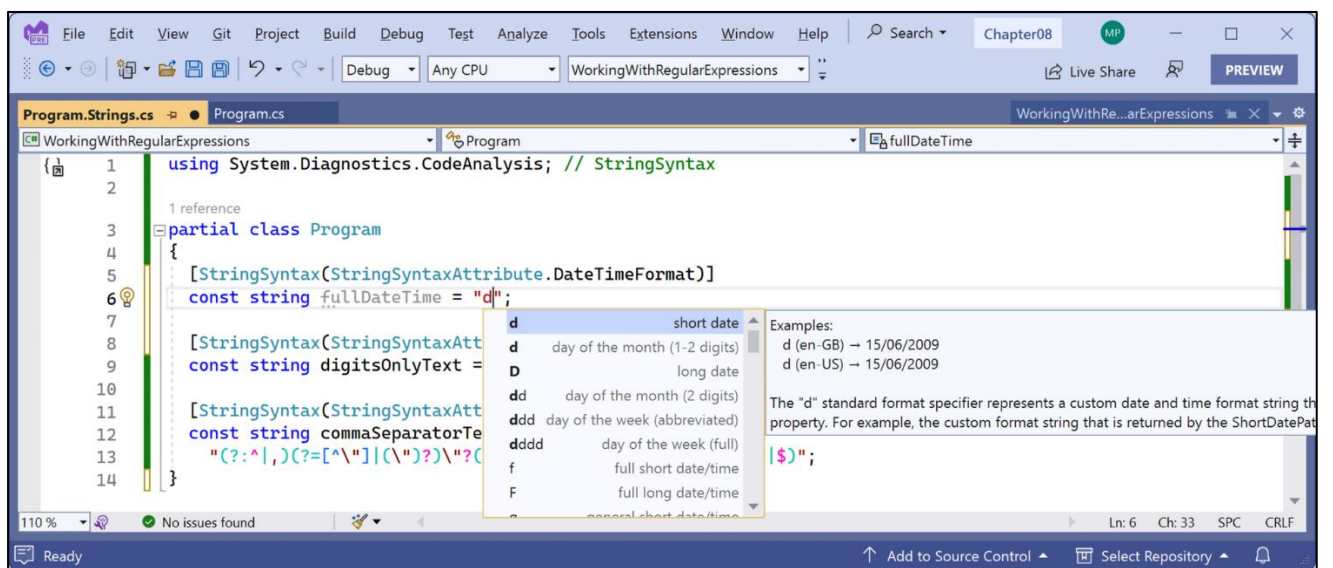 PRE File Edit View Git Project Build Debug Test Analyze Tools Extensions Window Help Search Chapter08 MP
Debug Any CPU WorkingWithRegularExpressions Live Share PREVIEW
Program.Strings.cs Program.cs WorkingWithRe...arExpressions
C# WorkingWithRegularExpressions Program fullDateTime
1 using System.Diagnostics.CodeAnalysis; // StringSyntax
2
1 reference
3 partial class Program
4 {
5 [StringSyntax(StringSyntaxAttribute.DateTimeFormat)]
6 const string fullDateTime = "d";
7
8 [StringSyntax(StringSyntaxAtt
9 const string digitsOnlyText =
10
11 [StringSyntax(StringSyntaxAtt
12 const string commaSeparatorTe
13 "(?:^|,)(?=[^\"]|(\")?)\"?( |$)";
14 }
d short date
d day of the month (1-2 digits)
D long date
dd day of the month (2 digits)
ddd day of the week (abbreviated)
dddd day of the week (full)
f full short date/time
F full long date/time
general short date/time
Examples:
d (en-GB) → 15/06/2009
d (en-US) → 15/06/2009
The "d" standard format specifier represents a custom date and time format string th
property. For example, the custom format string that is returned by the ShortDatePat
110 % No issues found Ln: 6 Ch: 33 SPC CRLF
Ready Add to Source Control Select Repository